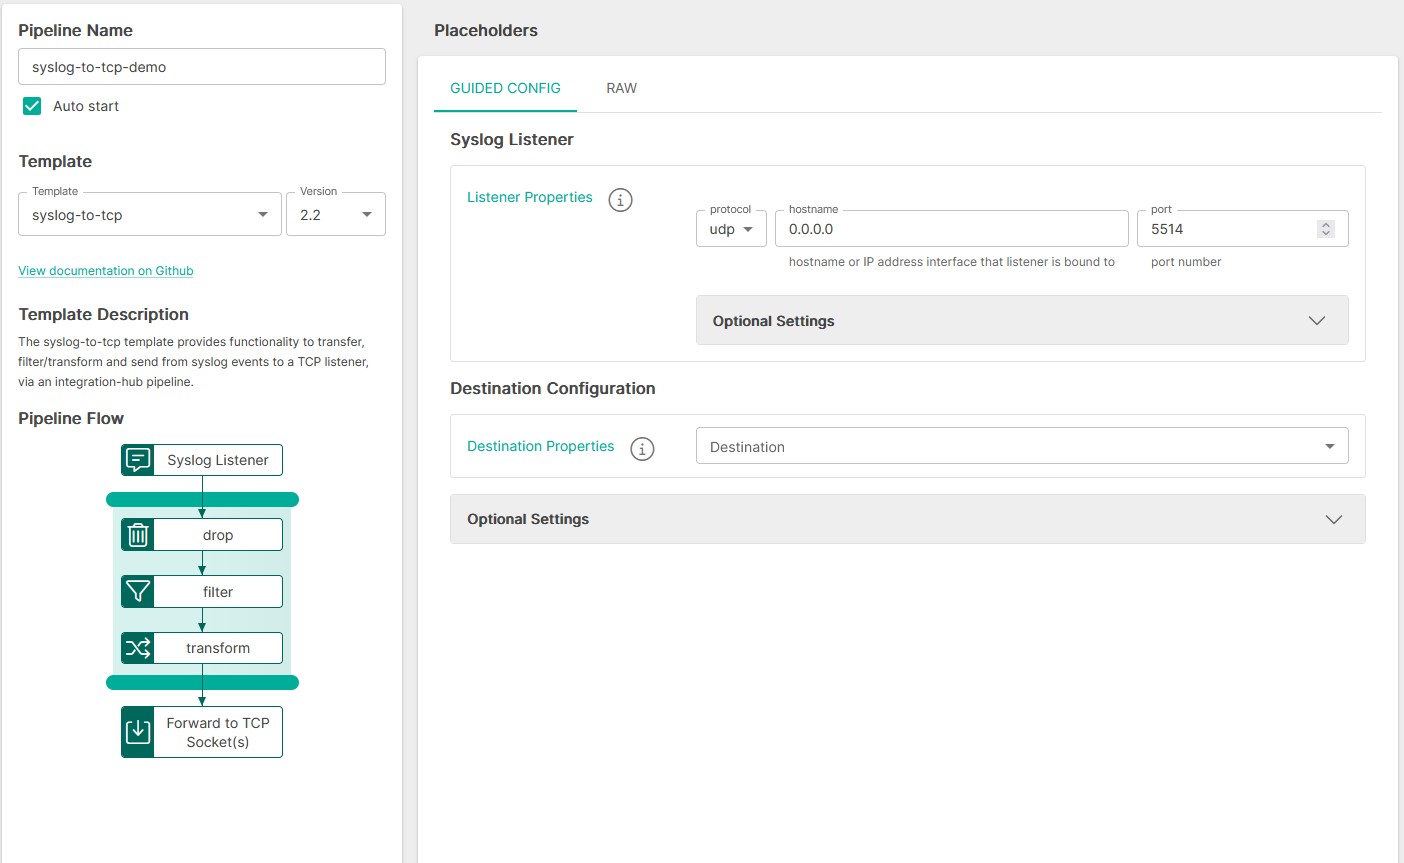 Pipeline Name
syslog-to-tcp-demo
Auto start
Template
Template
syslog-to-tcp
Version
2.2
View documentation on Github
Template Description
The syslog-to-tcp template provides functionality to transfer,
filter/transform and send from syslog events to a TCP listener,
via an integration-hub pipeline.
Pipeline Flow
Syslog Listener
drop
filter
transform
Forward to TCP
Socket(s)
Placeholders
GUIDED CONFIG
RAW
Syslog Listener
Listener Properties
protocol
udp
hostname
0.0.0.0
hostname or IP address interface that listener is bound to
port
5514
port number
Optional Settings
Destination Configuration
Destination Properties
Destination
Optional Settings